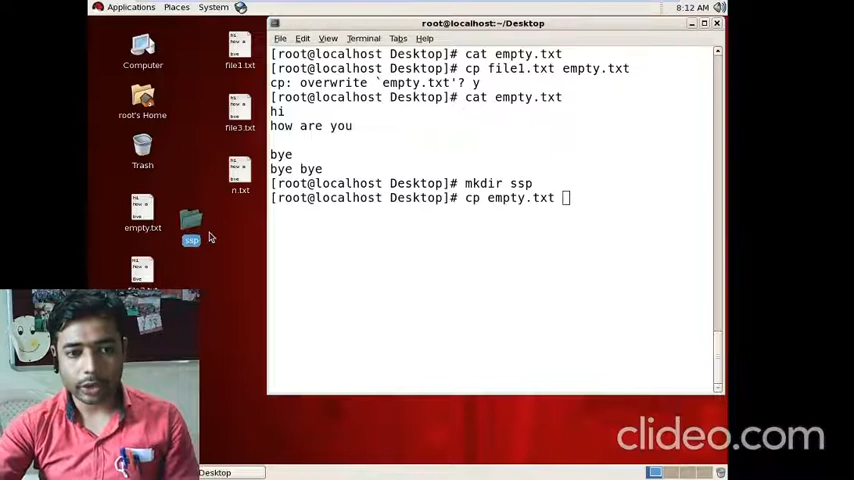 Applications Places System
8:12 AM
root@localhost:~/Desktop
File Edit View Terminal Tabs Help
[root@localhost Desktop]# cat empty.txt
[root@localhost Desktop]# cp file1.txt empty.txt
cp: overwrite `empty.txt'? y
[root@localhost Desktop]# cat empty.txt
hi
how are you
bye
bye bye
[root@localhost Desktop]# mkdir ssp
[root@localhost Desktop]# cp empty.txt
Computer
file1.txt
root's Home
file3.txt
Trash
n.txt
empty.txt
ssp
Desktop
clideo.com